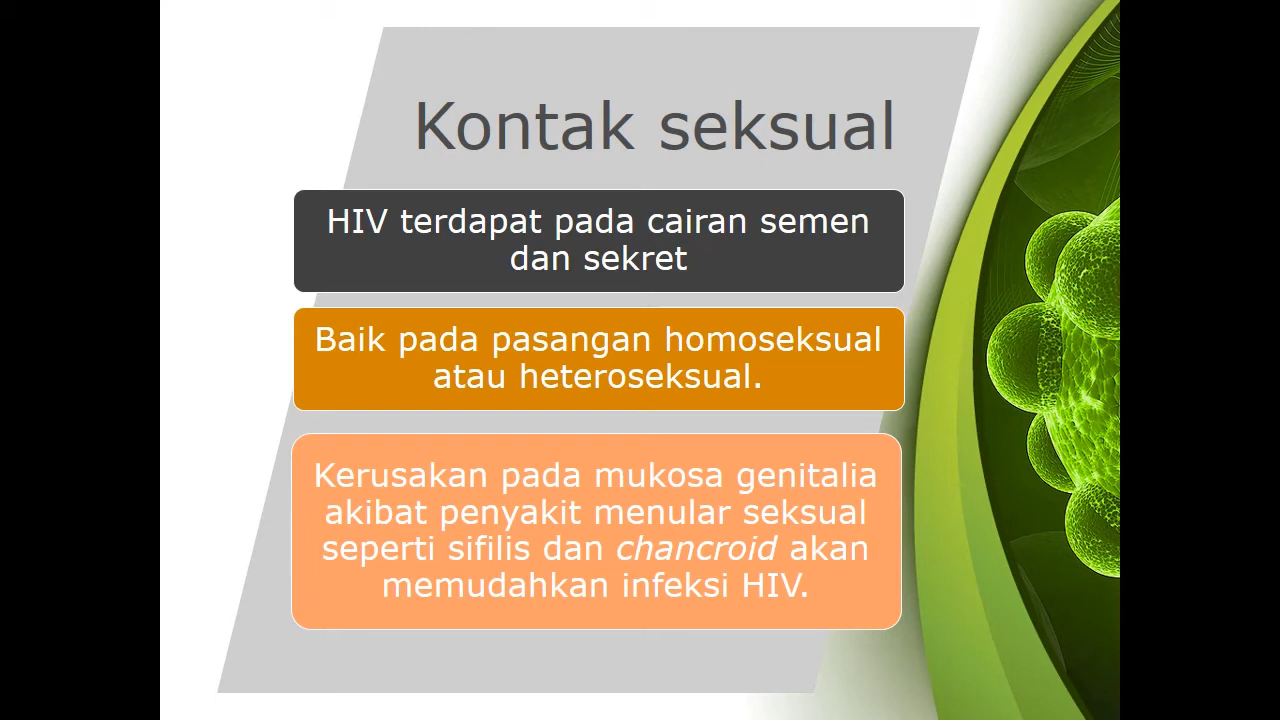 Kontak seksual
HIV terdapat pada cairan semen
dan sekret
Baik pada pasangan homoseksual
atau heteroseksual.
Kerusakan pada mukosa genitalia
akibat penyakit menular seksual
seperti sifilis dan chancroid akan
memudahkan infeksi HIV.